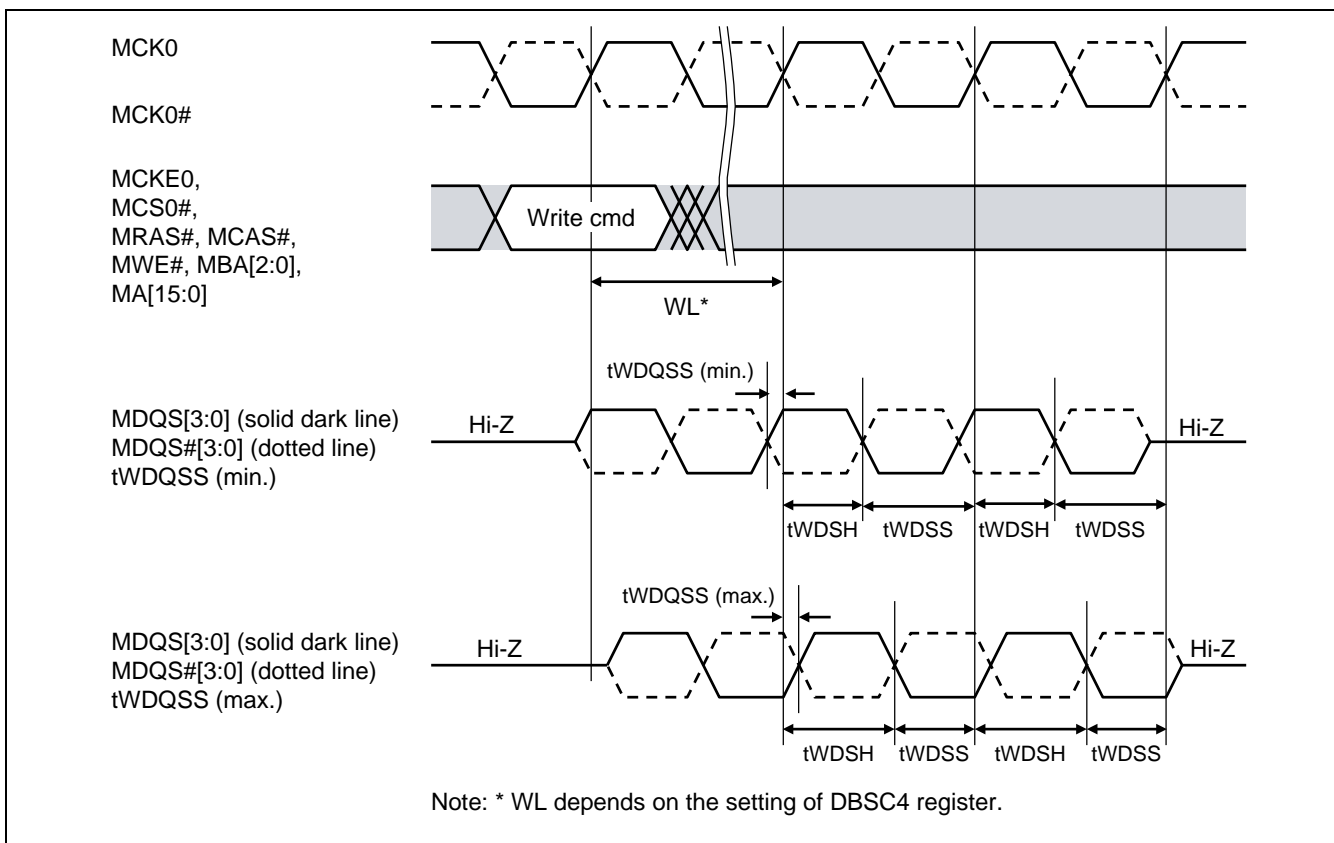 MCK0
MCK0#
MCKE0,
MCS0#,
MRAS#, MCAS#,
MWE#, MBA[2:0],
MA[15:0]
Write cmd
WL*
tWDQSS (min.)
MDQS[3:0] (solid dark line)
MDQS#[3:0] (dotted line)
tWDQSS (min.)
Hi-Z
Hi-Z
tWDSH tWDSS tWDSH tWDSS
tWDQSS (max.)
MDQS[3:0] (solid dark line)
MDQS#[3:0] (dotted line)
tWDQSS (max.)
Hi-Z
Hi-Z
tWDSH tWDSS tWDSH tWDSS
Note: * WL depends on the setting of DBSC4 register.